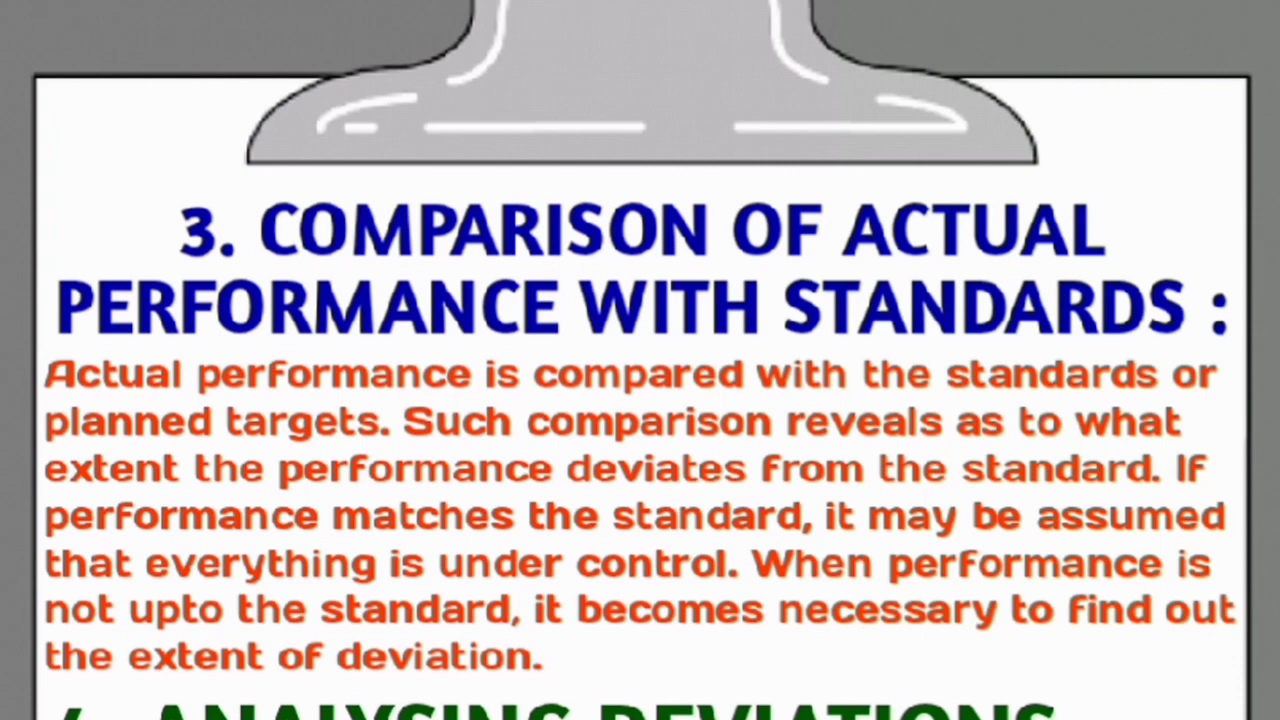 3. COMPARISON OF ACTUAL
PERFORMANCE WITH STANDARDS :
Actual performance is compared with the standards or
planned targets. Such comparison reveals as to what
extent the performance deviates from the standard. If
performance matches the standard, it may be assumed
that everything is under control. When performance is
not upto the standard, it becomes necessary to find out
the extent of deviation.
4. ANALYSING DEVIATIONS